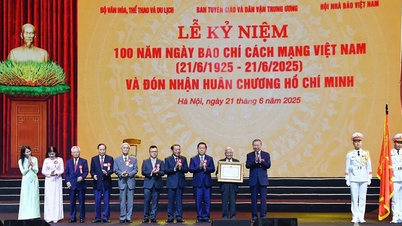 BỘ VĂN HÓA, THỂ THAO VÀ DU LỊCH
BAN TUYÊN GIÁO VÀ DÂN VẬN TRUNG ƯƠNG
HỘI NHÀ BÁO VIỆT NAM
LỄ KỶ NIỆM
100 NĂM NGÀY BÁO CHÍ CÁCH MẠNG VIỆT NAM
(21/6/1925 - 21/6/2025)
VÀ ĐÓN NHẬN HUÂN CHƯƠNG HỒ CHÍ MINH
Hà Nội, ngày 21 tháng 6 năm 2025